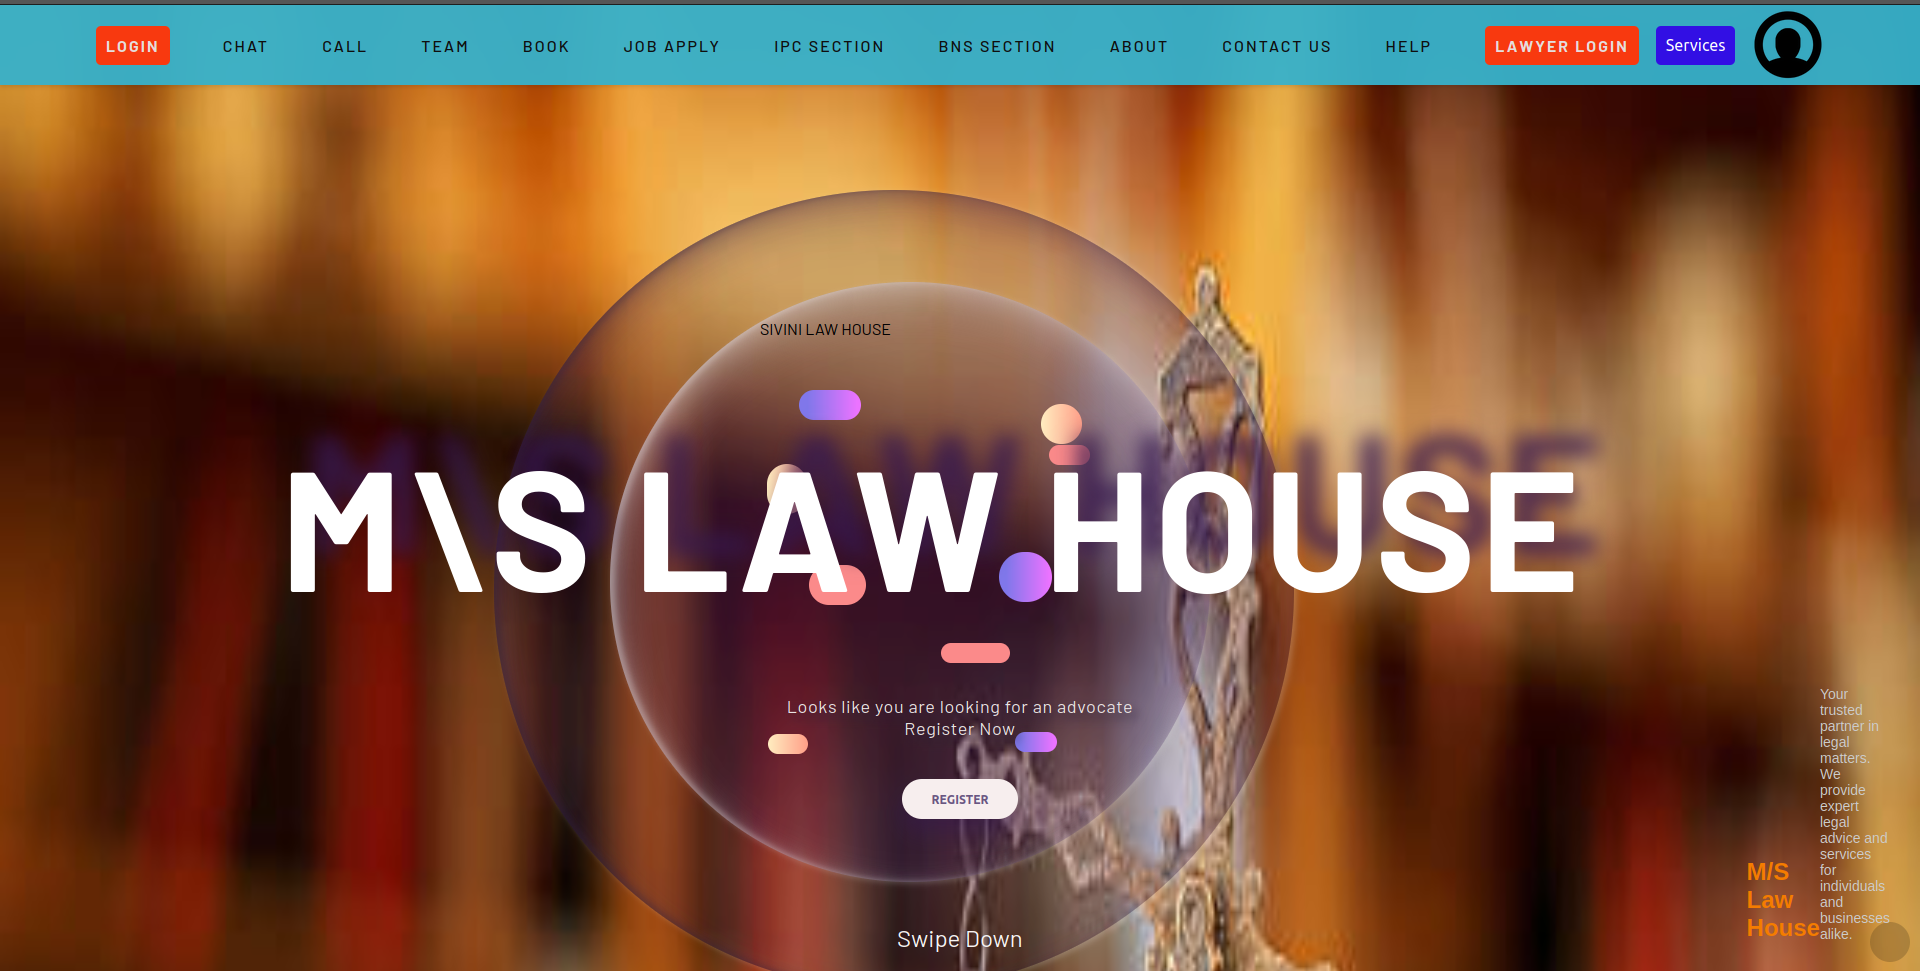 LOGIN CHAT CALL TEAM BOOK JOB APPLY IPC SECTION BNS SECTION ABOUT CONTACT US HELP LAWYER LOGIN Services
SIVINI LAW HOUSE
M\S LAW HOUSE
Looks like you are looking for an advocate
Register Now
REGISTER
Swipe Down
M/S
Law
House
Your
trusted
partner in
legal
matters.
We
provide
expert
legal
advice and
services
for
individuals
and
businesses
alike.